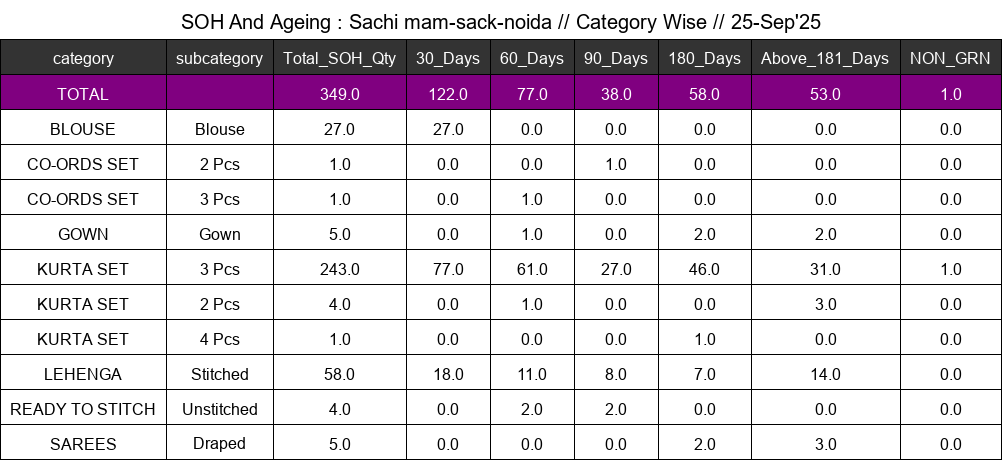 SOH And Ageing : Sachi mam-sack-noida // Category Wise // 25-Sep'25
category subcategory Total_SOH_Qty 30_Days 60_Days 90_Days 180_Days Above_181_Days NON_GRN
TOTAL 349.0 122.0 77.0 38.0 58.0 53.0 1.0
BLOUSE Blouse 27.0 27.0 0.0 0.0 0.0 0.0 0.0
CO-ORDS SET 2 Pcs 1.0 0.0 0.0 1.0 0.0 0.0 0.0
CO-ORDS SET 3 Pcs 1.0 0.0 1.0 0.0 0.0 0.0 0.0
GOWN Gown 5.0 0.0 1.0 0.0 2.0 2.0 0.0
KURTA SET 3 Pcs 243.0 77.0 61.0 27.0 46.0 31.0 1.0
KURTA SET 2 Pcs 4.0 0.0 1.0 0.0 0.0 3.0 0.0
KURTA SET 4 Pcs 1.0 0.0 0.0 0.0 1.0 0.0 0.0
LEHENGA Stitched 58.0 18.0 11.0 8.0 7.0 14.0 0.0
READY TO STITCH Unstitched 4.0 0.0 2.0 2.0 0.0 0.0 0.0
SAREES Draped 5.0 0.0 0.0 0.0 2.0 3.0 0.0